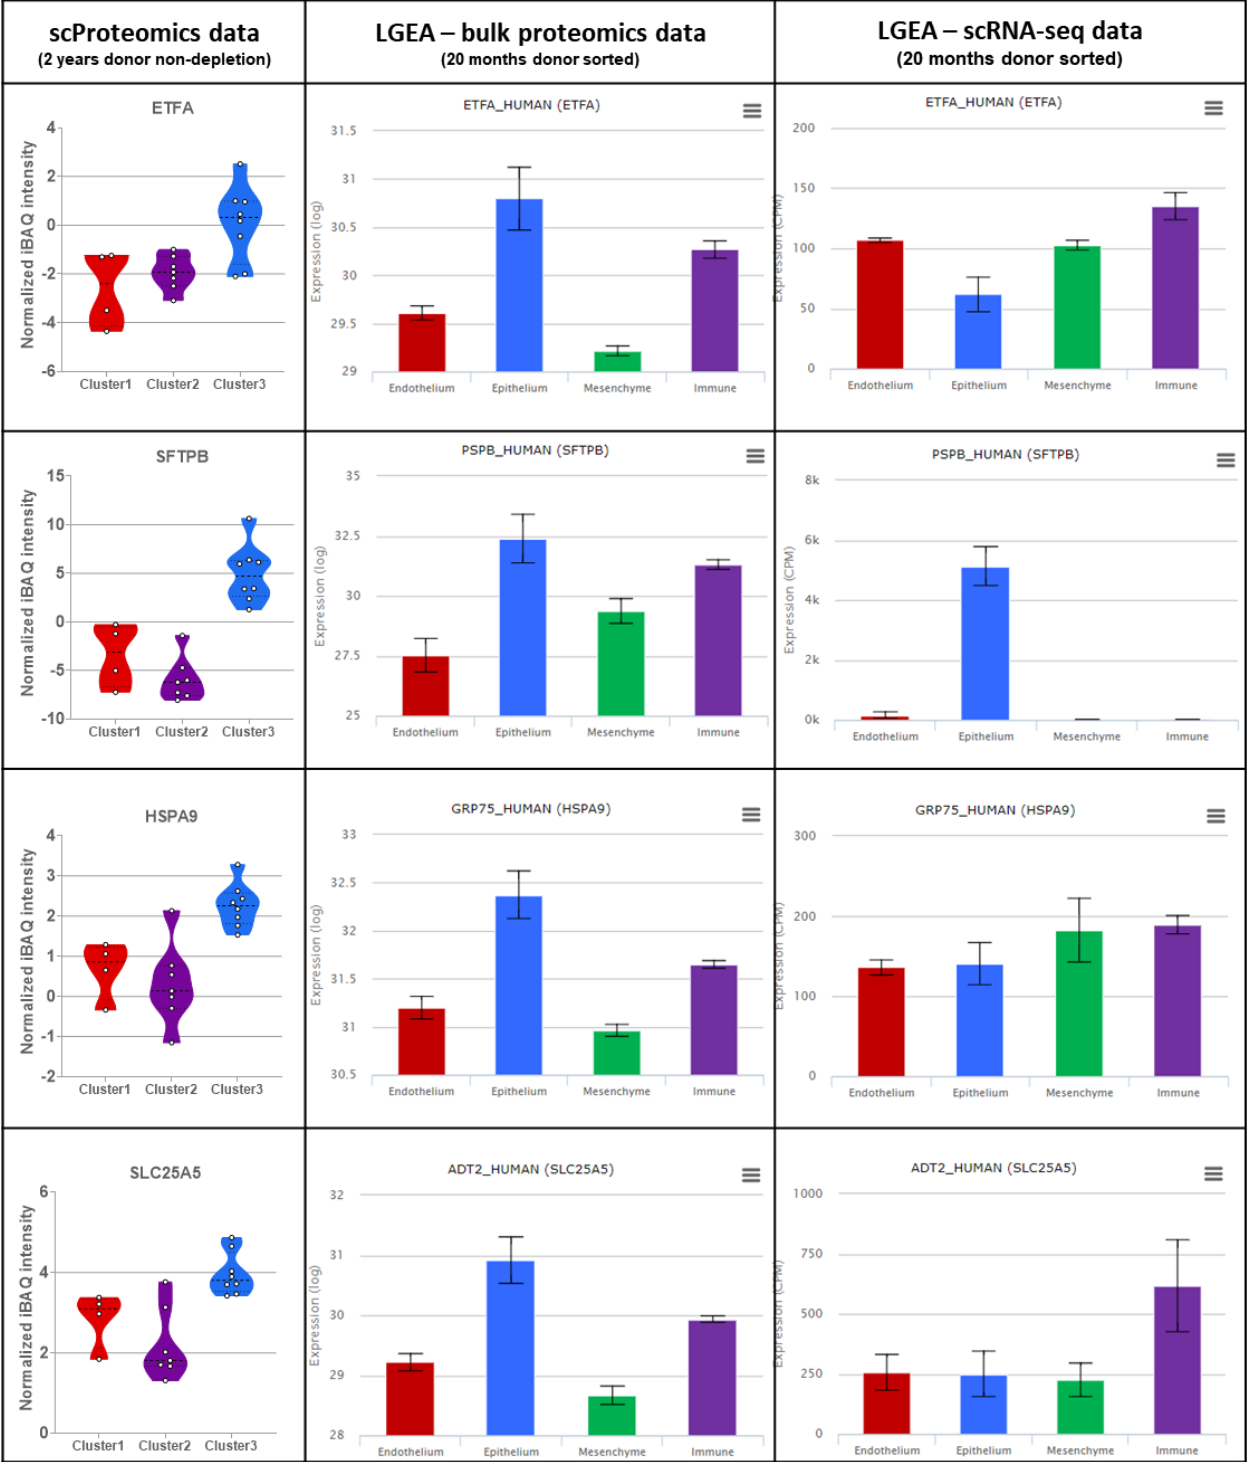 scProteomics data
(2 years donor non-depletion)
LGEA – bulk proteomics data
(20 months donor sorted)
LGEA – scRNA-seq data
(20 months donor sorted)
ETFA
Normalized iBAQ intensity
4
2
0
-2
-4
-6
Cluster1 Cluster2 Cluster3
ETFA_HUMAN (ETFA)
Expression (log)
31.5
31
30.5
30
29.5
29
Endothelium Epithelium Mesenchyme Immune
ETFA_HUMAN (ETFA)
Expression (CPM)
200
150
100
50
0
Endothelium Epithelium Mesenchyme Immune
SFTPB
Normalized iBAQ intensity
15
10
5
0
-5
-10
Cluster1 Cluster2 Cluster3
PSPB_HUMAN (SFTPB)
Expression (log)
35
32.5
30
27.5
25
Endothelium Epithelium Mesenchyme Immune
PSPB_HUMAN (SFTPB)
Expression (CPM)
8k
6k
4k
2k
0k
Endothelium Epithelium Mesenchyme Immune
HSPA9
Normalized iBAQ intensity
4
3
2
1
0
-1
-2
Cluster1 Cluster2 Cluster3
GRP75_HUMAN (HSPA9)
Expression (log)
33
32.5
32
31.5
31
30.5
Endothelium Epithelium Mesenchyme Immune
GRP75_HUMAN (HSPA9)
Expression (CPM)
300
200
100
0
Endothelium Epithelium Mesenchyme Immune
SLC25A5
Normalized iBAQ intensity
6
4
2
0
Cluster1 Cluster2 Cluster3
ADT2_HUMAN (SLC25A5)
Expression (log)
32
31
30
29
28
Endothelium Epithelium Mesenchyme Immune
ADT2_HUMAN (SLC25A5)
Expression (CPM)
1000
750
500
250
0
Endothelium Epithelium Mesenchyme Immune